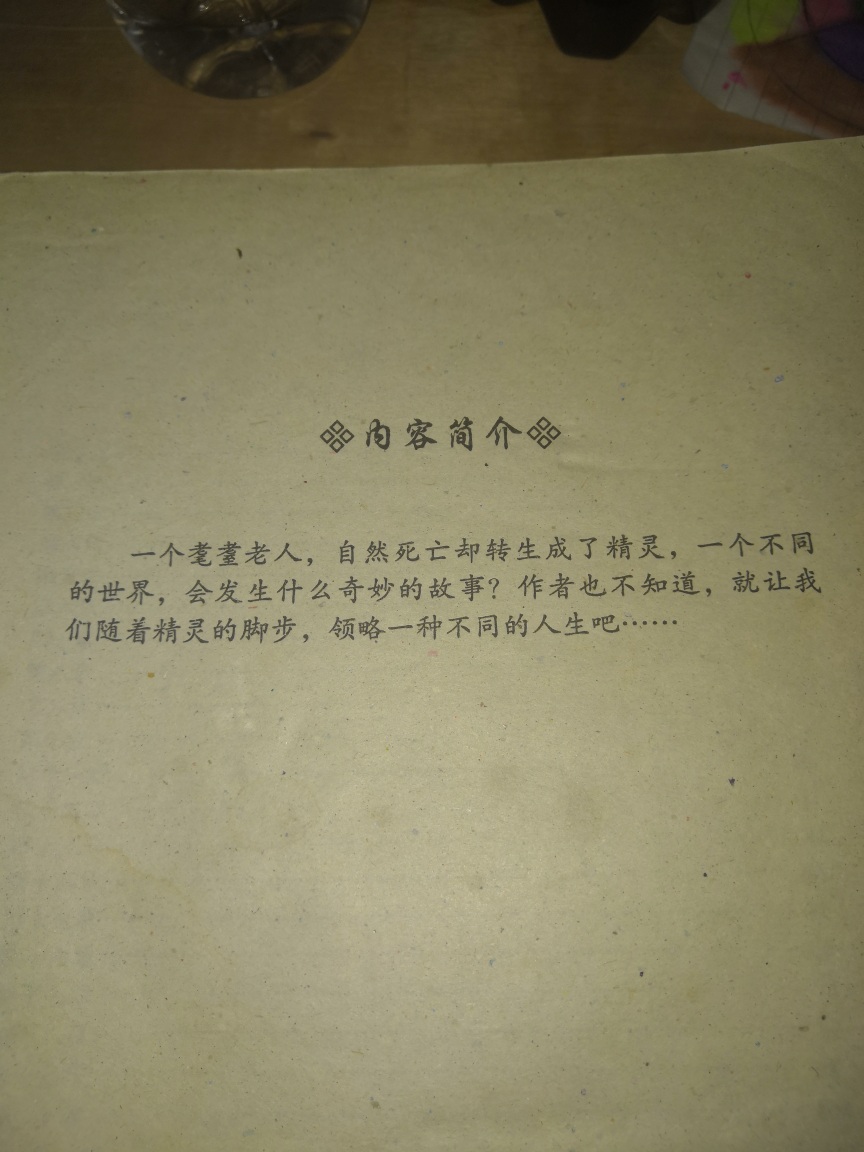 内容简介
一个耄耋老人，自然死亡却转生成了精灵，一个不同
的世界，会发生什么奇妙的故事？作者也不知道，就让我
们随着精灵的脚步，领略一种不同的人生吧……